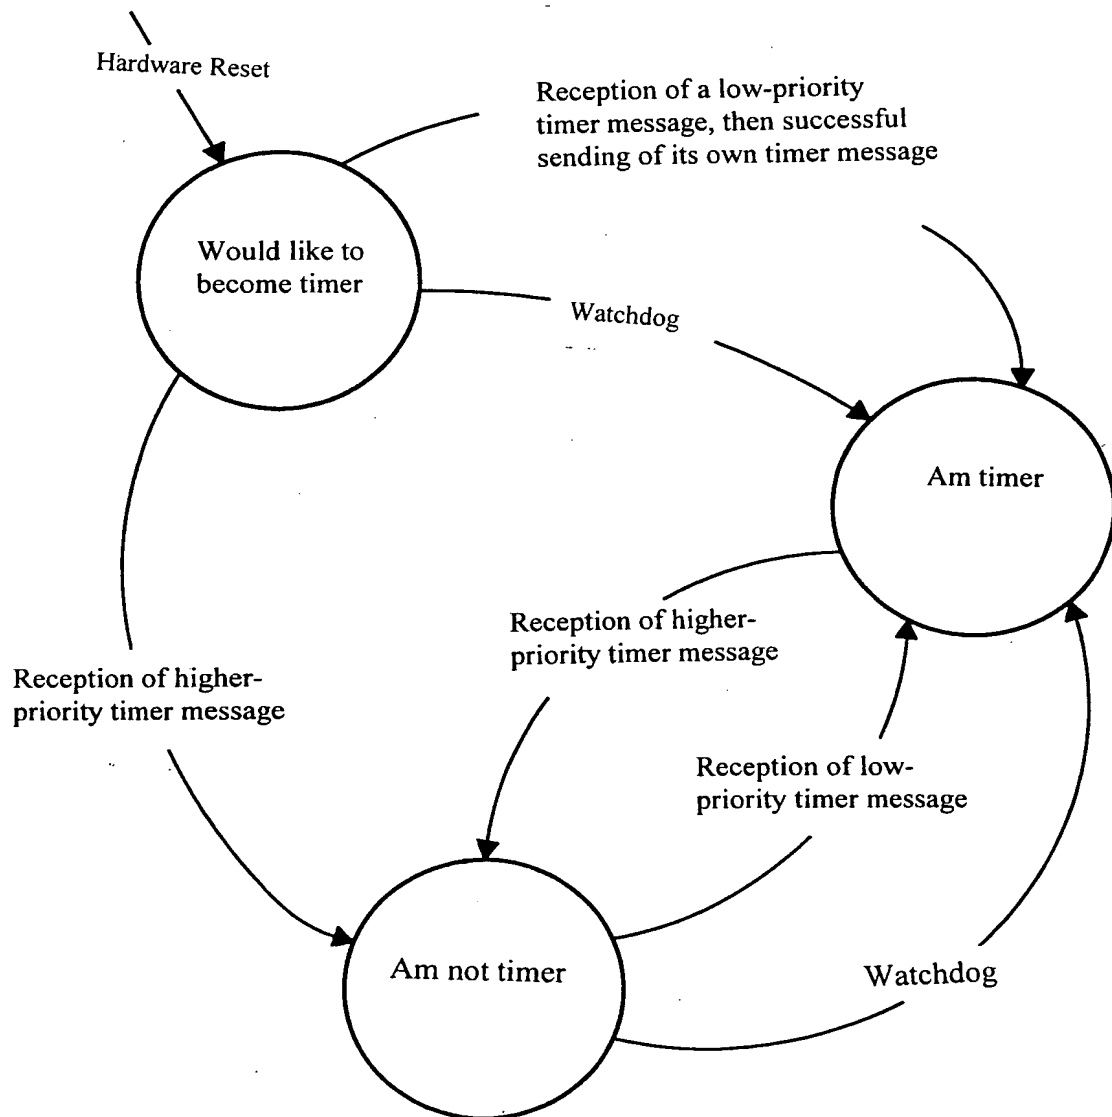 Hardware Reset
Reception of a low-priority
timer message, then successful
sending of its own timer message
Would like to
become timer
Watchdog
Am timer
Reception of higher-
priority timer message
Reception of higher-
priority timer message
Reception of low-
priority timer message
Am not timer
Watchdog